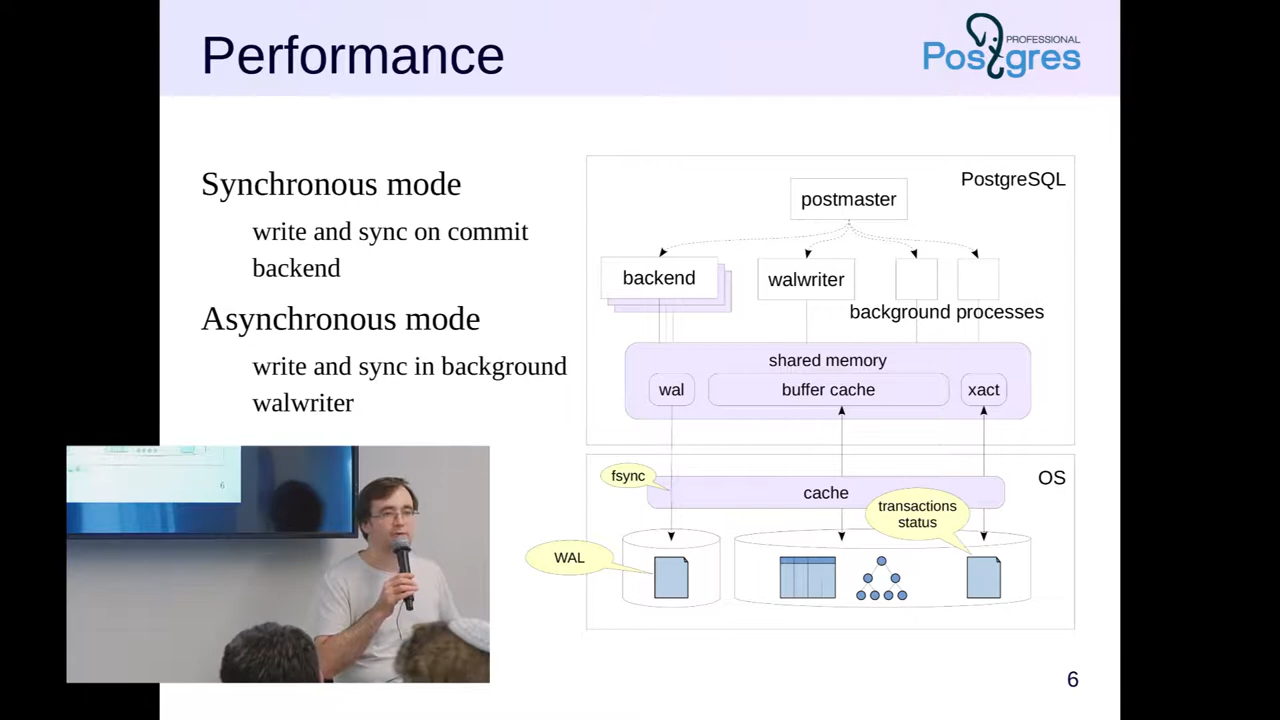 Performance
PROFESSIONAL
Postgres
Synchronous mode
write and sync on commit
backend
Asynchronous mode
write and sync in background
walwriter
PostgreSQL
postmaster
backend
walwriter
background processes
shared memory
wal
buffer cache
xact
OS
fsync
cache
transactions
status
WAL
6
6